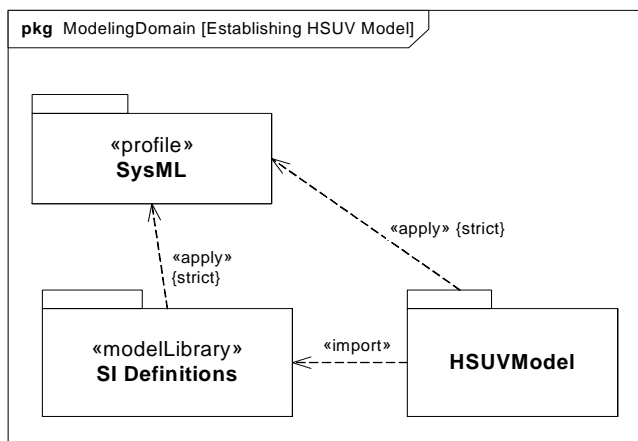 pkg ModelingDomain [Establishing HSUV Model]
«profile»
SysML
«apply» {strict}
«apply»
{strict}
«modelLibrary»
SI Definitions
«import»
HSUVModel